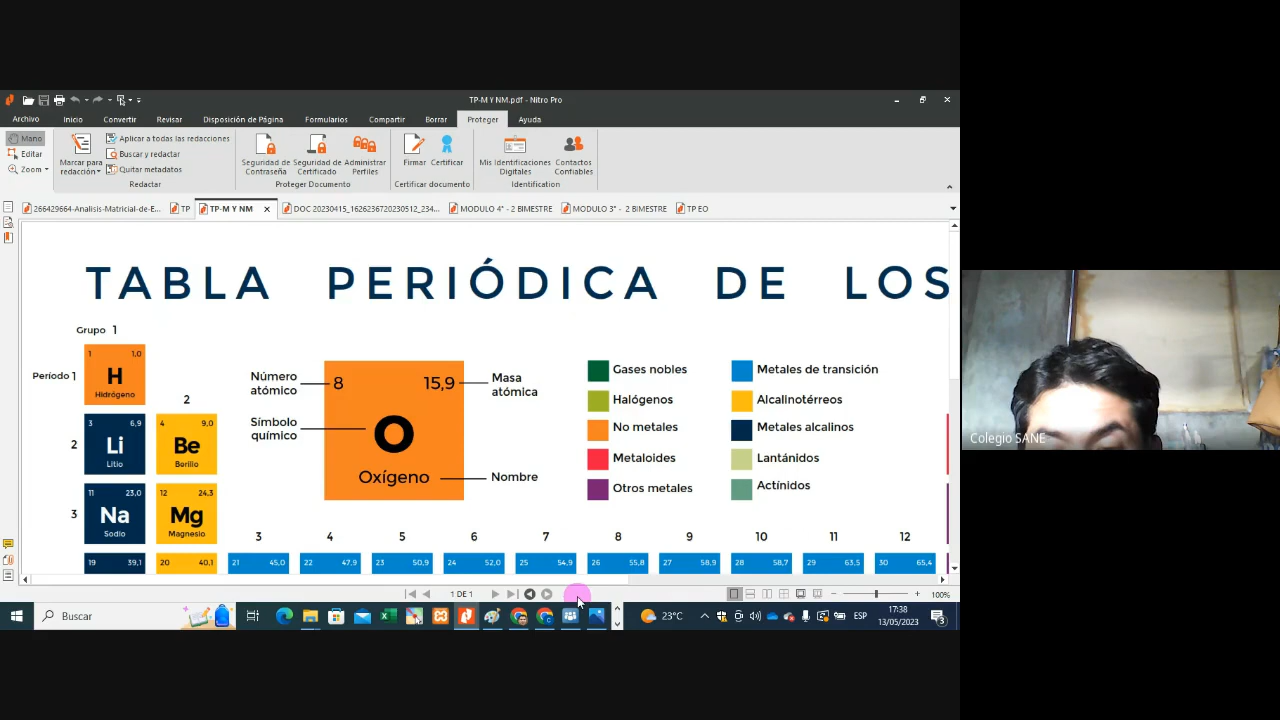 TP-M Y NM.pdf - Nitro Pro
Archivo Inicio Convertir Revisar Disposición de Página Formularios Compartir Borrar Proteger Ayuda
Mano
Editar
Zoom
Marcar para redacción
Aplicar a todas las redacciones
Buscar y redactar
Quitar metadatos
Redactar
Seguridad de Contraseña
Seguridad de Certificado
Administrar Perfiles
Proteger Documento
Firmar
Certificar
Certificar documento
Mis Identificaciones Digitales
Contactos Confiables
Identification
266429664-Analisis-Matricial-de-E...
TP
TP-M Y NM
DOC 20230415_1626236720230512_234...
MODULO 4° - 2 BIMESTRE
MODULO 3° - 2 BIMESTRE
TP EO
TABLA PERIÓDICA DE LOS
Grupo 1
Período 1
1 1,0
H
Hidrógeno
2
2
3 6,9
Li
Litio
4 9,0
Be
Berilio
3
11 23,0
Na
Sodio
12 24,3
Mg
Magnesio
19 39,1
20 40,1
Número atómico
8 15,9
Masa atómica
Símbolo químico
O
Oxígeno
Nombre
Gases nobles
Halógenos
No metales
Metaloides
Otros metales
Metales de transición
Alcalinotérreos
Metales alcalinos
Lantánidos
Actínidos
3 4 5 6 7 8 9 10 11 12
21 45,0
22 47,9
23 50,9
24 52,0
25 54,9
26 55,8
27 58,9
28 58,7
29 63,5
30 65,4
1 DE 1
100%
Buscar
23°C
ESP
17:38
13/05/2023
3
Colegio SANE